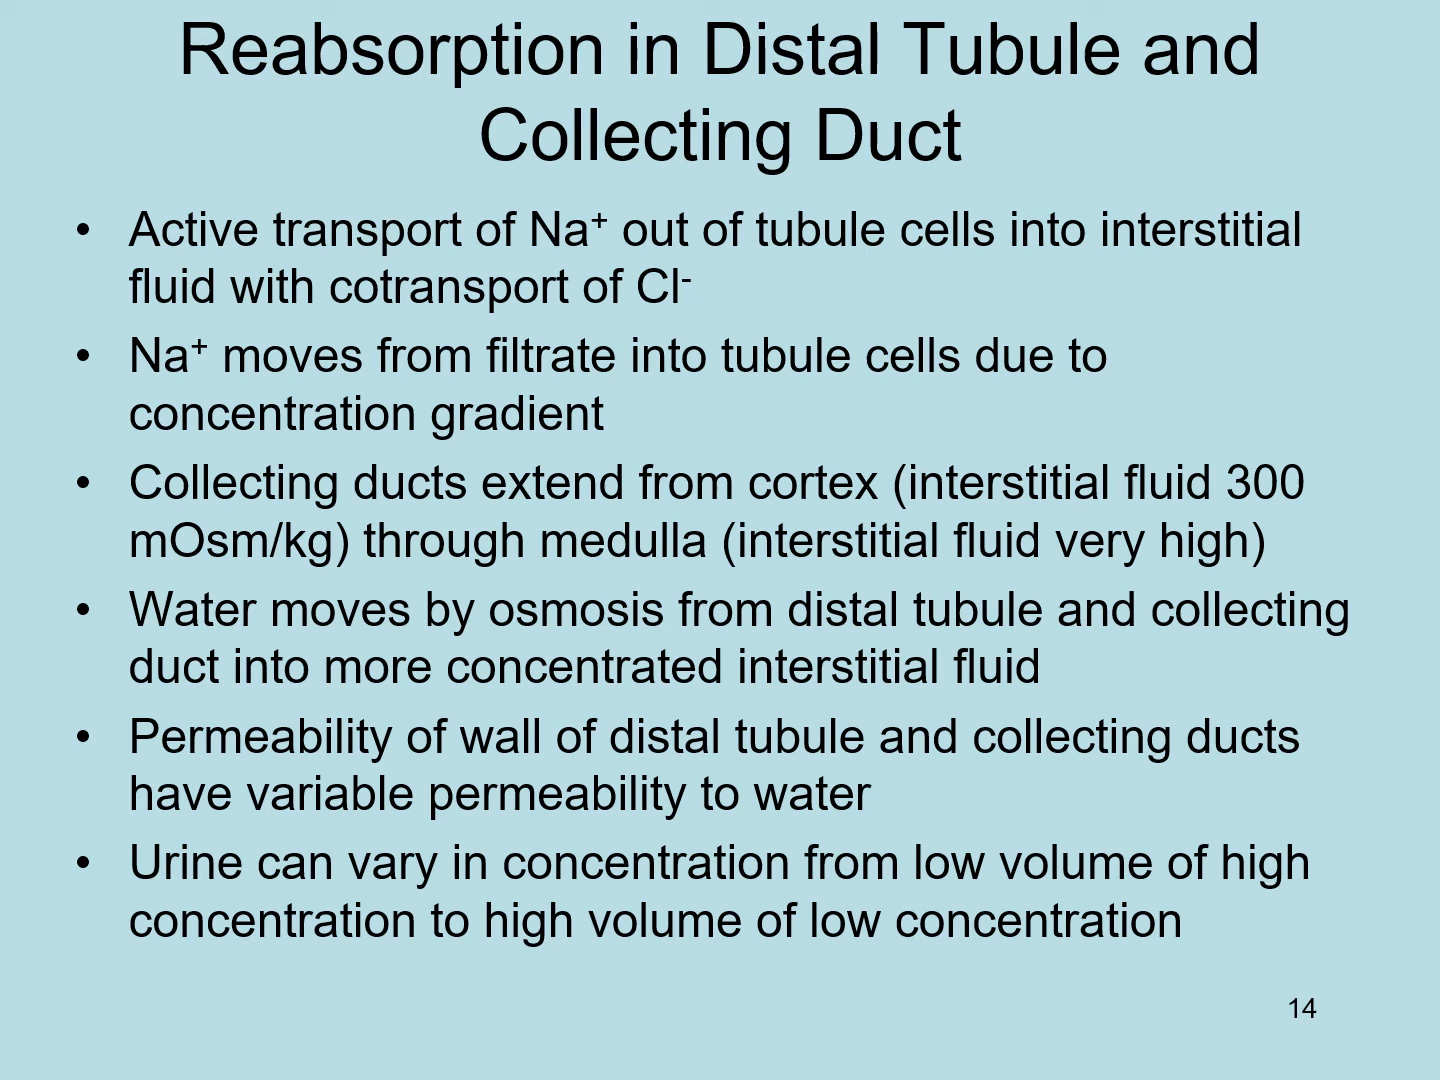 Reabsorption in Distal Tubule and
Collecting Duct
• Active transport of Na⁺ out of tubule cells into interstitial
fluid with cotransport of Cl⁻
• Na⁺ moves from filtrate into tubule cells due to
concentration gradient
• Collecting ducts extend from cortex (interstitial fluid 300
mOsm/kg) through medulla (interstitial fluid very high)
• Water moves by osmosis from distal tubule and collecting
duct into more concentrated interstitial fluid
• Permeability of wall of distal tubule and collecting ducts
have variable permeability to water
• Urine can vary in concentration from low volume of high
concentration to high volume of low concentration
14